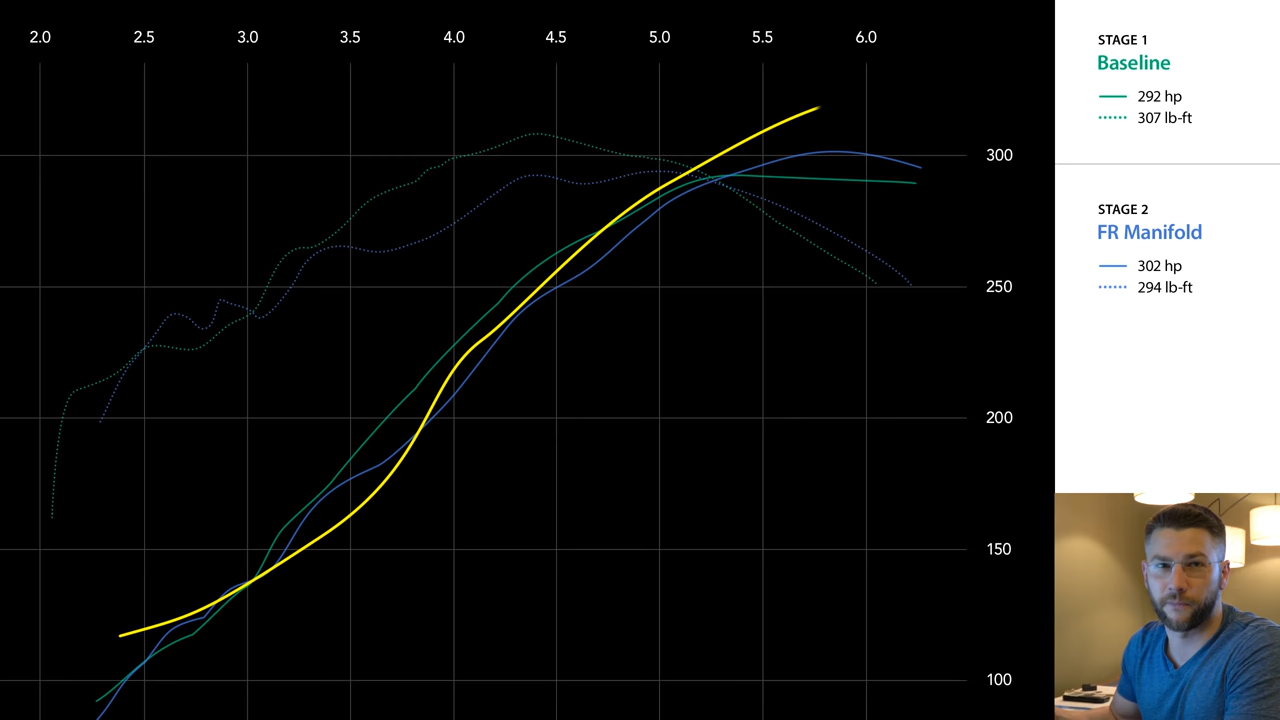 2.0 2.5 3.0 3.5 4.0 4.5 5.0 5.5 6.0
300
250
200
150
100
STAGE 1
Baseline
292 hp
307 lb-ft
STAGE 2
FR Manifold
302 hp
294 lb-ft